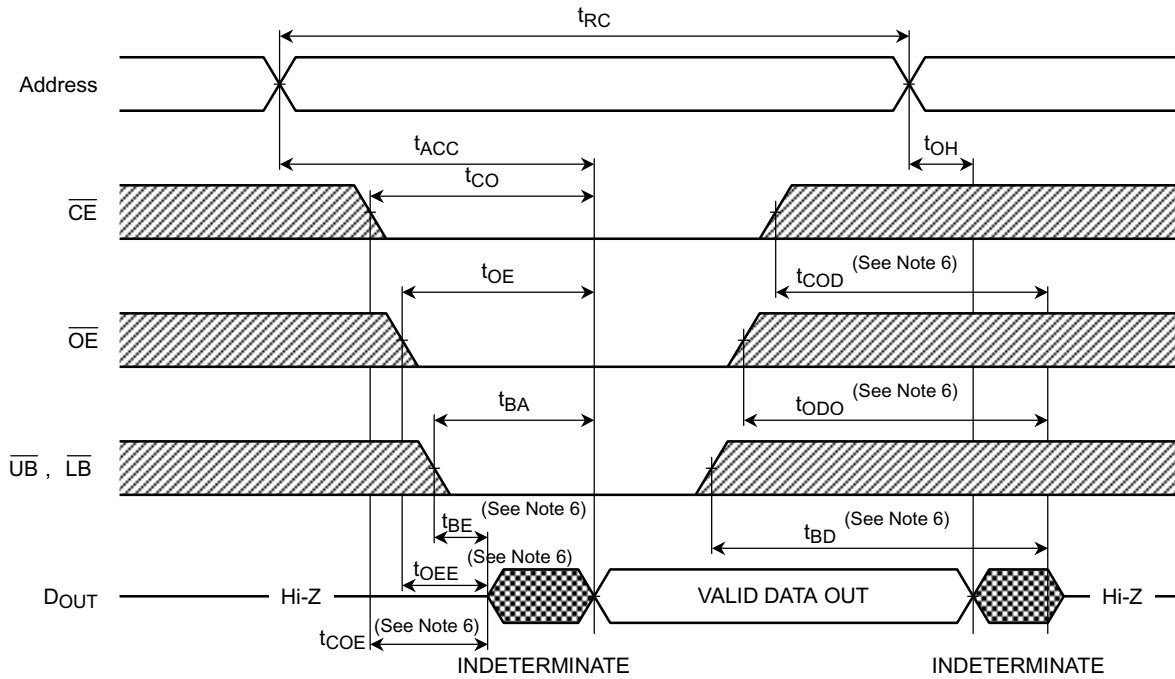 tRC
Address
tACC
tOH
tCO
CE
tOE
tCOD (See Note 6)
OE
tBA
tODO (See Note 6)
UB , LB
tBE (See Note 6)
tBD (See Note 6)
tOEE (See Note 6)
DOUT
Hi-Z
VALID DATA OUT
Hi-Z
tCOE (See Note 6)
INDETERMINATE
INDETERMINATE